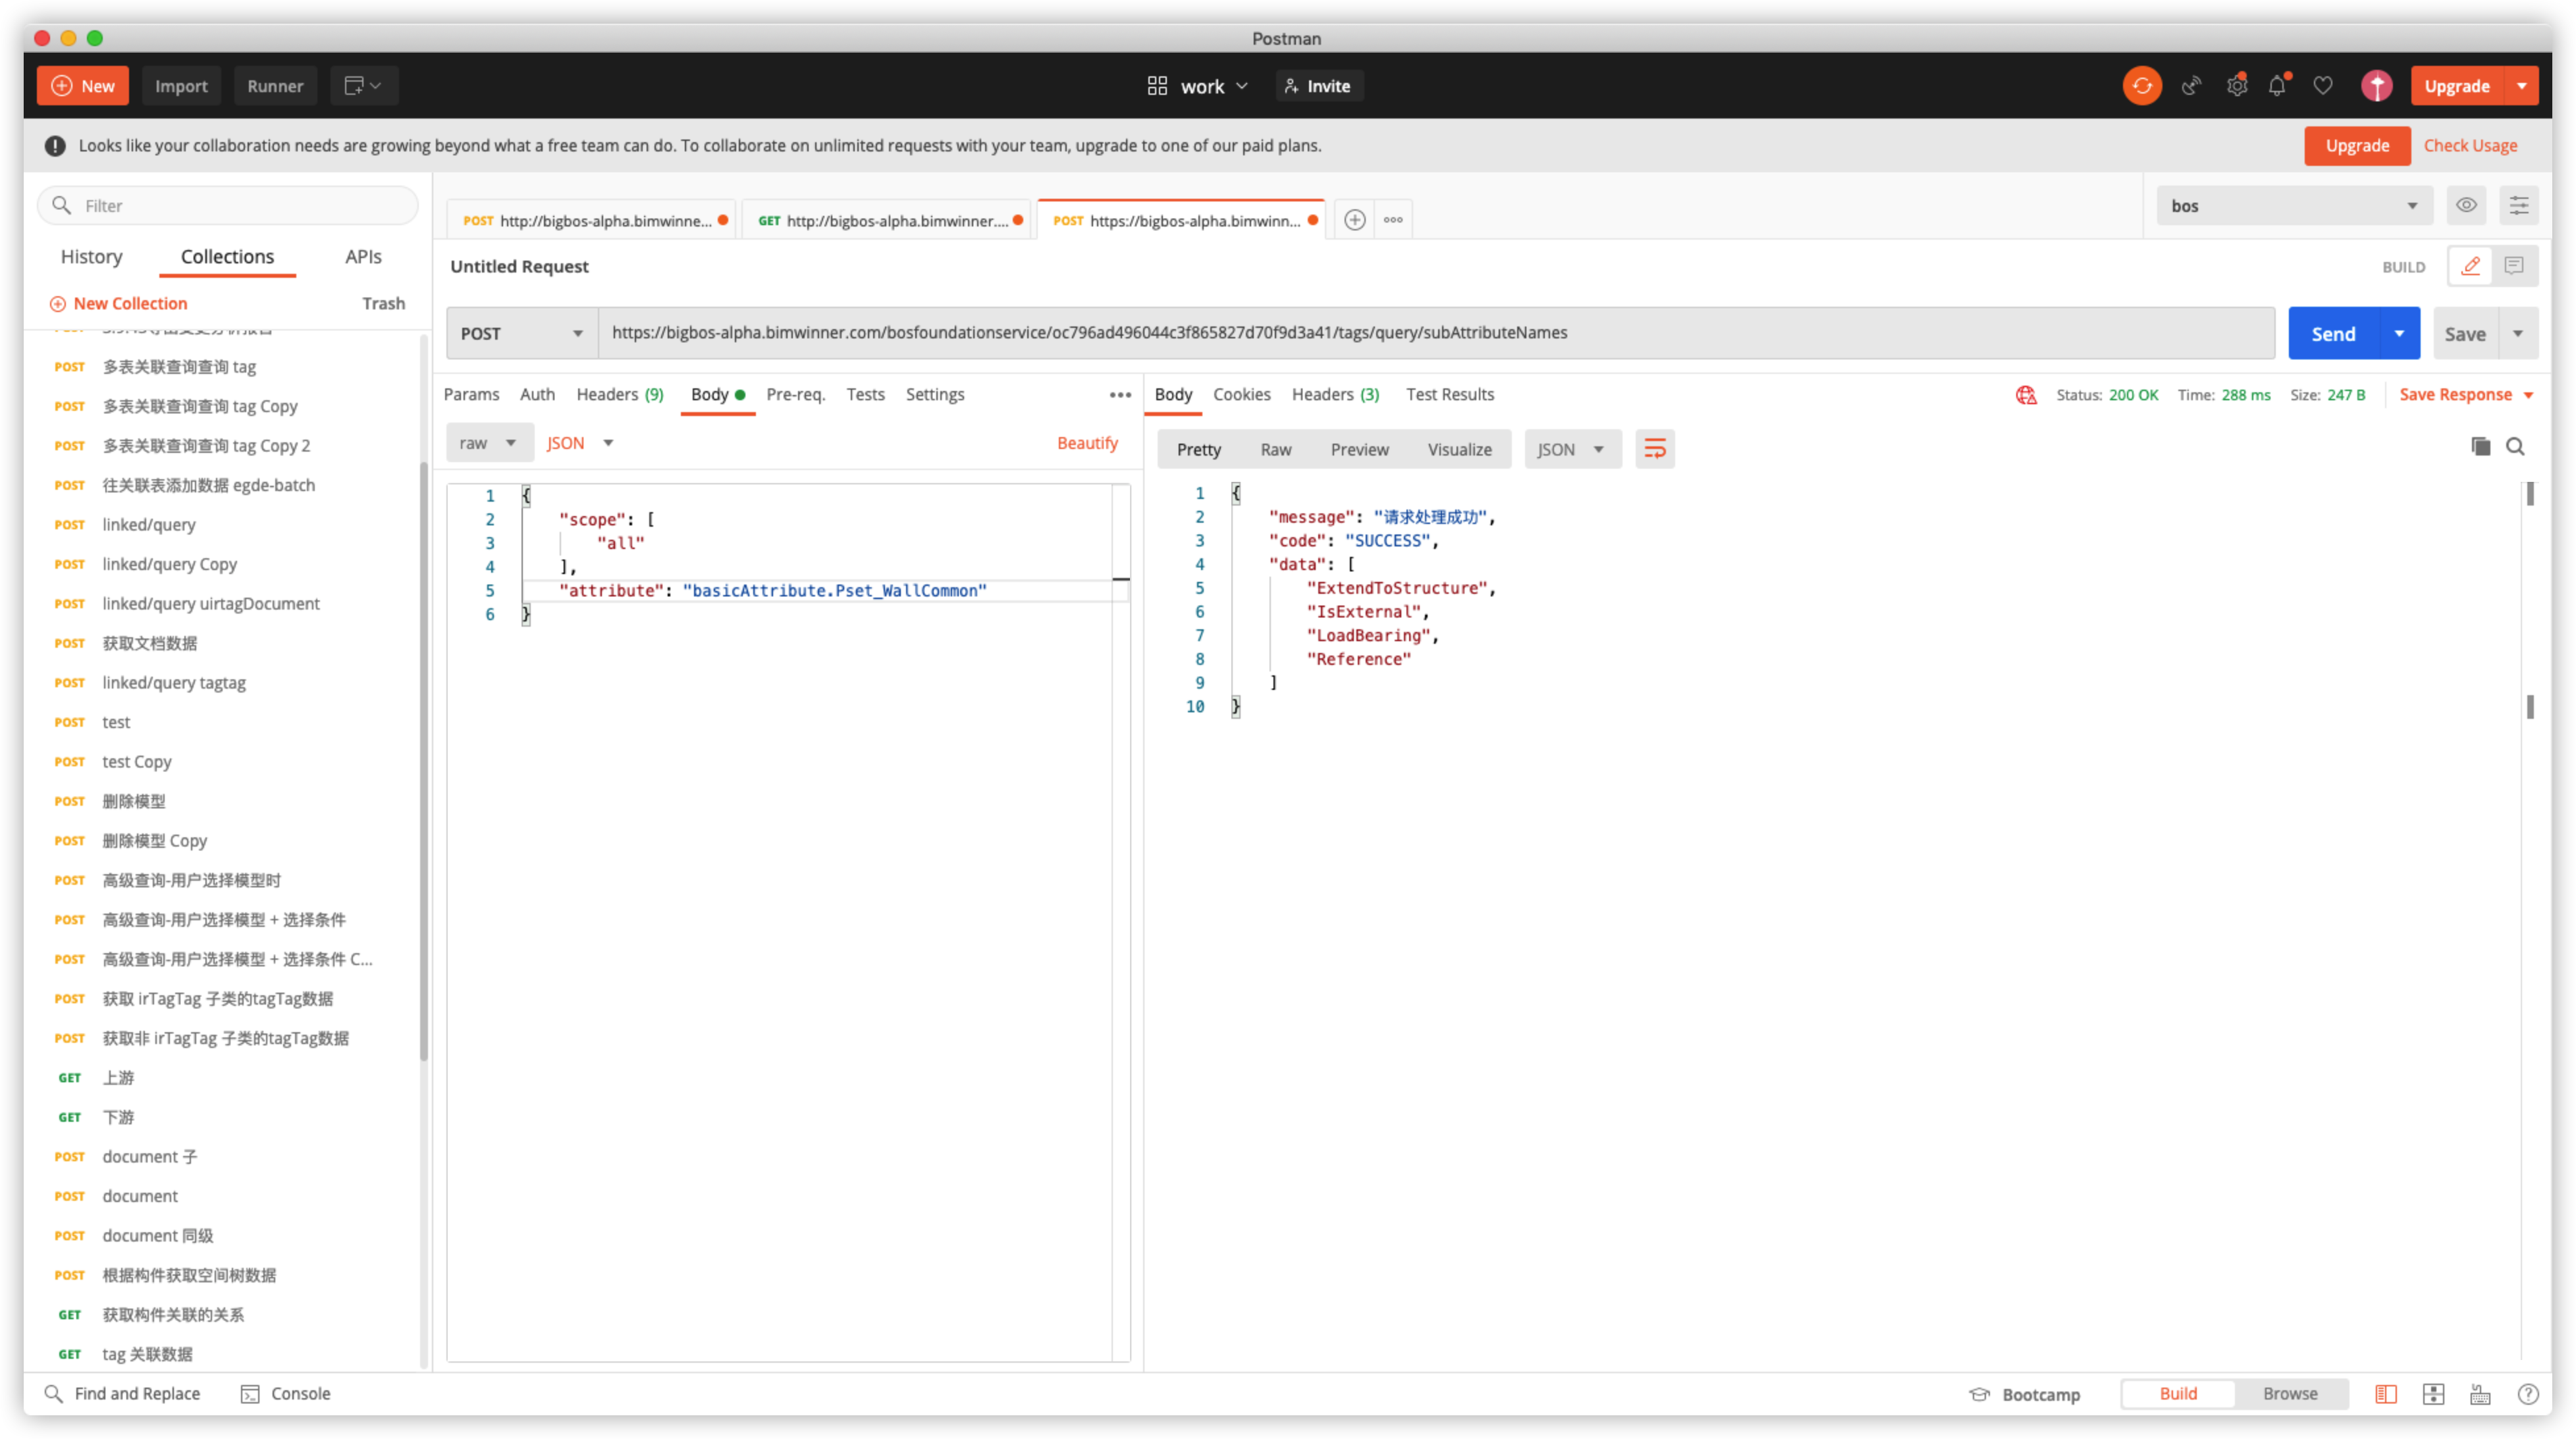 Postman
New
Import
Runner
work
Invite
Upgrade
Looks like your collaboration needs are growing beyond what a free team can do. To collaborate on unlimited requests with your team, upgrade to one of our paid plans.
Upgrade
Check Usage
Filter
History
Collections
APIs
New Collection
Trash
POST 多表关联查询查询 tag
POST 多表关联查询查询 tag Copy
POST 多表关联查询查询 tag Copy 2
POST 往关联表添加数据 egde-batch
POST linked/query
POST linked/query Copy
POST linked/query uirtagDocument
POST 获取文档数据
POST linked/query tagtag
POST test
POST test Copy
POST 删除模型
POST 删除模型 Copy
POST 高级查询-用户选择模型时
POST 高级查询-用户选择模型 + 选择条件
POST 高级查询-用户选择模型 + 选择条件 C...
POST 获取 irTagTag 子类的tagTag数据
POST 获取非 irTagTag 子类的tagTag数据
GET 上游
GET 下游
POST document 子
POST document
POST document 同级
POST 根据构件获取空间树数据
GET 获取构件关联的关系
GET tag 关联数据
POST http://bigbos-alpha.bimwinne...
GET http://bigbos-alpha.bimwinner....
POST https://bigbos-alpha.bimwinn...
bos
Untitled Request
BUILD
POST
https://bigbos-alpha.bimwinner.com/bosfoundationservice/oc796ad496044c3f865827d70f9d3a41/tags/query/subAttributeNames
Send
Save
Params
Auth
Headers (9)
Body
Pre-req.
Tests
Settings
raw
JSON
Beautify
1 {
2 "scope": [
3 "all"
4 ],
5 "attribute": "basicAttribute.Pset_WallCommon"
6 }
Body
Cookies
Headers (3)
Test Results
Status: 200 OK
Time: 288 ms
Size: 247 B
Save Response
Pretty
Raw
Preview
Visualize
JSON
1 {
2 "message": "请求处理成功",
3 "code": "SUCCESS",
4 "data": [
5 "ExtendToStructure",
6 "IsExternal",
7 "LoadBearing",
8 "Reference"
9 ]
10 }
Find and Replace
Console
Bootcamp
Build
Browse